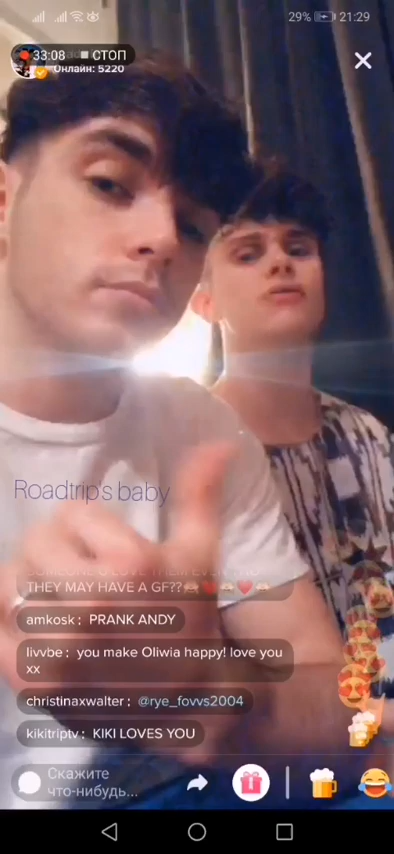 29% 21:29
33:08 СТОП
Онлайн: 5220
Roadtrip's baby
THEY MAY HAVE A GF??
amkosk: PRANK ANDY
livvbe: you make Oliwia happy! love you
xx
christinaxwalter: @rye_fovvs2004
kikitriptv: KIKI LOVES YOU
Скажите
что-нибудь...